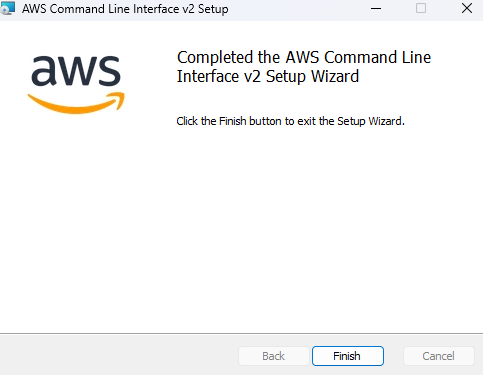 AWS Command Line Interface v2 Setup
aws
Completed the AWS Command Line
Interface v2 Setup Wizard
Click the Finish button to exit the Setup Wizard.
Back
Finish
Cancel